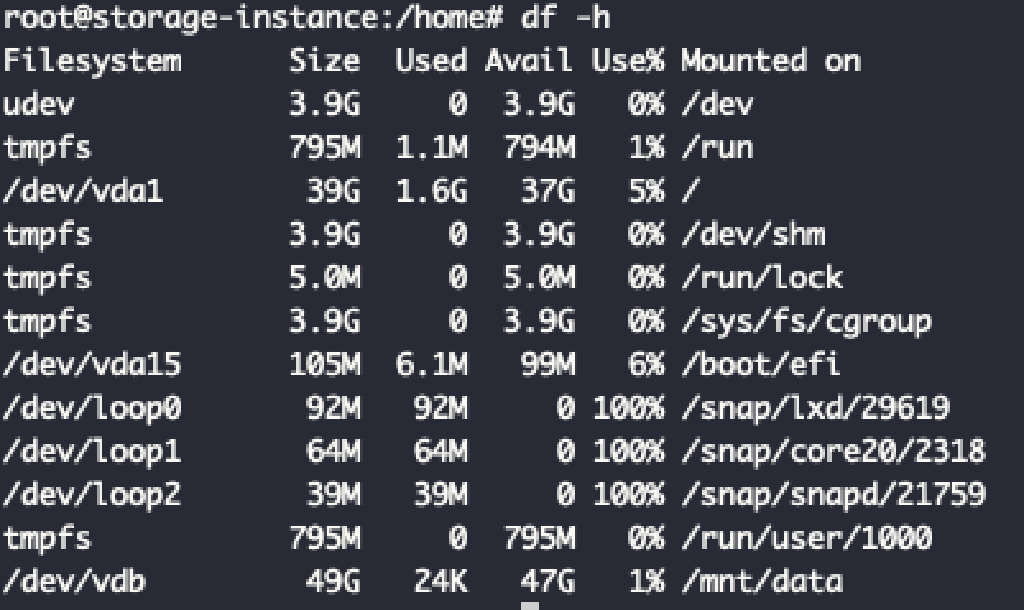 root@storage-instance:/home# df -h
Filesystem      Size  Used Avail Use% Mounted on
udev            3.9G     0  3.9G   0% /dev
tmpfs           795M  1.1M  794M   1% /run
/dev/vda1        39G  1.6G   37G   5% /
tmpfs           3.9G     0  3.9G   0% /dev/shm
tmpfs           5.0M     0  5.0M   0% /run/lock
tmpfs           3.9G     0  3.9G   0% /sys/fs/cgroup
/dev/vda15      105M  6.1M   99M   6% /boot/efi
/dev/loop0       92M   92M     0 100% /snap/lxd/29619
/dev/loop1       64M   64M     0 100% /snap/core20/2318
/dev/loop2       39M   39M     0 100% /snap/snapd/21759
tmpfs           795M     0  795M   0% /run/user/1000
/dev/vdb         49G   24K   47G   1% /mnt/data